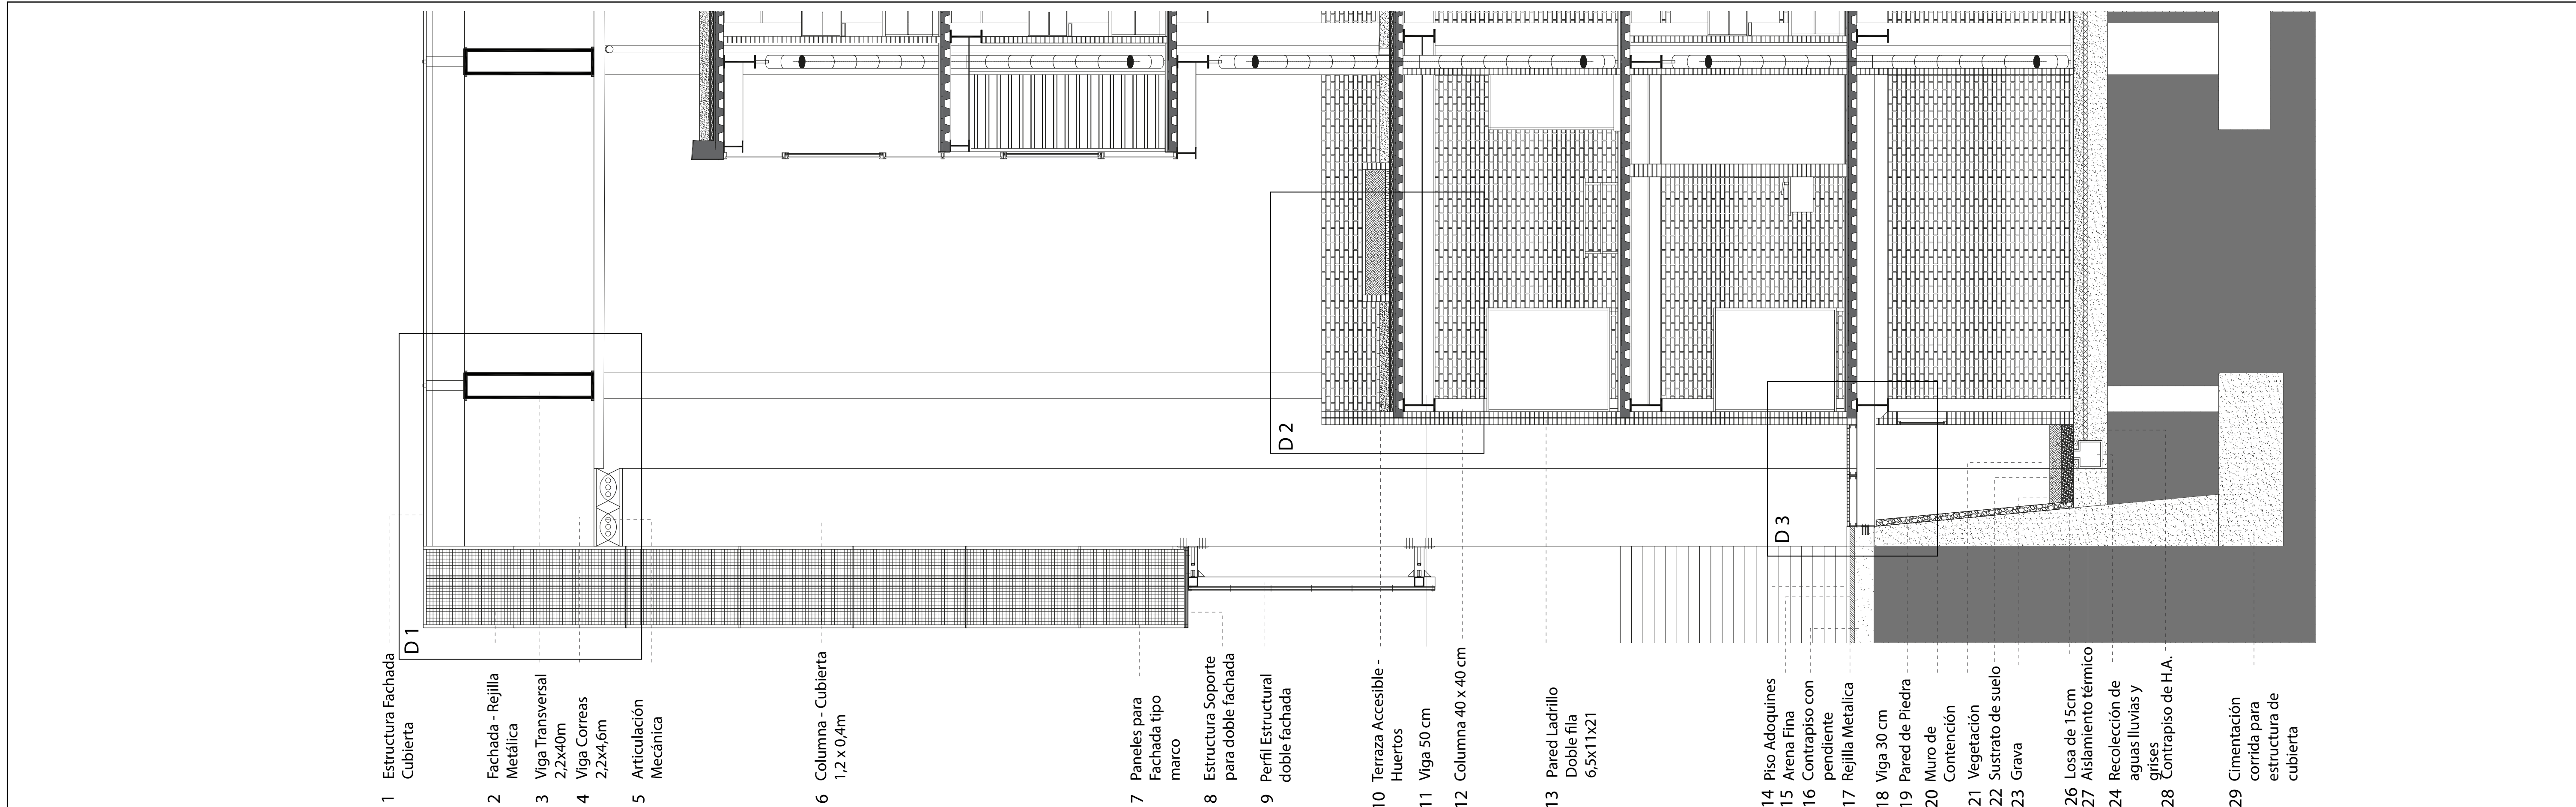 D 1
D 2
D 3
1 Estructura Fachada
Cubierta
2 Fachada - Rejilla
Metálica
3 Viga Transversal
2,2x40m
4 Viga Correas
2,2x4,6m
5 Articulación
Mecánica
6 Columna - Cubierta
1,2 x 0,4m
7 Paneles para
Fachada tipo
marco
8 Estructura Soporte
para doble fachada
9 Perfil Estructural
doble fachada
10 Terraza Accesible -
Huertos
11 Viga 50 cm
12 Columna 40 x 40 cm
13 Pared Ladrillo
Doble fila
6,5x11x21
14 Piso Adoquines
15 Arena Fina
16 Contrapiso con
pendiente
17 Rejilla Metalica
18 Viga 30 cm
19 Pared de Piedra
20 Muro de
Contención
21 Vegetación
22 Sustrato de suelo
23 Grava
26 Losa de 15cm
27 Aislamiento térmico
24 Recolección de
aguas lluvias y
grises
28 Contrapiso de H.A.
29 Cimentación
corrida para
estructura de
cubierta